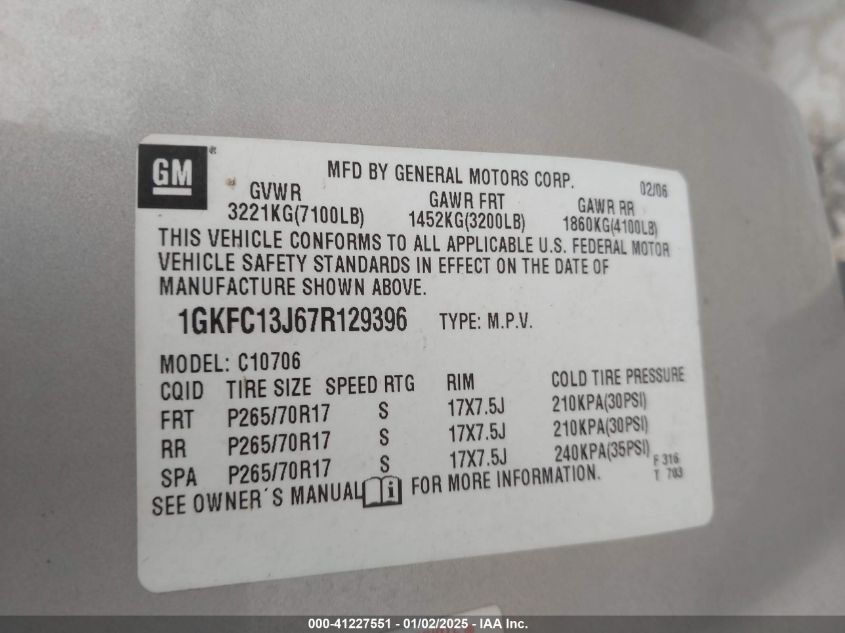 GM
MFD BY GENERAL MOTORS CORP. 02/06
GVWR GAWR FRT GAWR RR
3221KG(7100LB) 1452KG(3200LB) 1860KG(4100LB)
THIS VEHICLE CONFORMS TO ALL APPLICABLE U.S. FEDERAL MOTOR
VEHICLE SAFETY STANDARDS IN EFFECT ON THE DATE OF
MANUFACTURE SHOWN ABOVE.
1GKFC13J67R129396 TYPE: M.P.V.
MODEL: C10706
CQID TIRE SIZE SPEED RTG RIM COLD TIRE PRESSURE
FRT P265/70R17 S 17X7.5J 210KPA(30PSI)
RR P265/70R17 S 17X7.5J 210KPA(30PSI)
SPA P265/70R17 S 17X7.5J 240KPA(35PSI)
F 316
SEE OWNER´S MANUAL FOR MORE INFORMATION. T 783
000-41227551 - 01/02/2025 - IAA Inc.